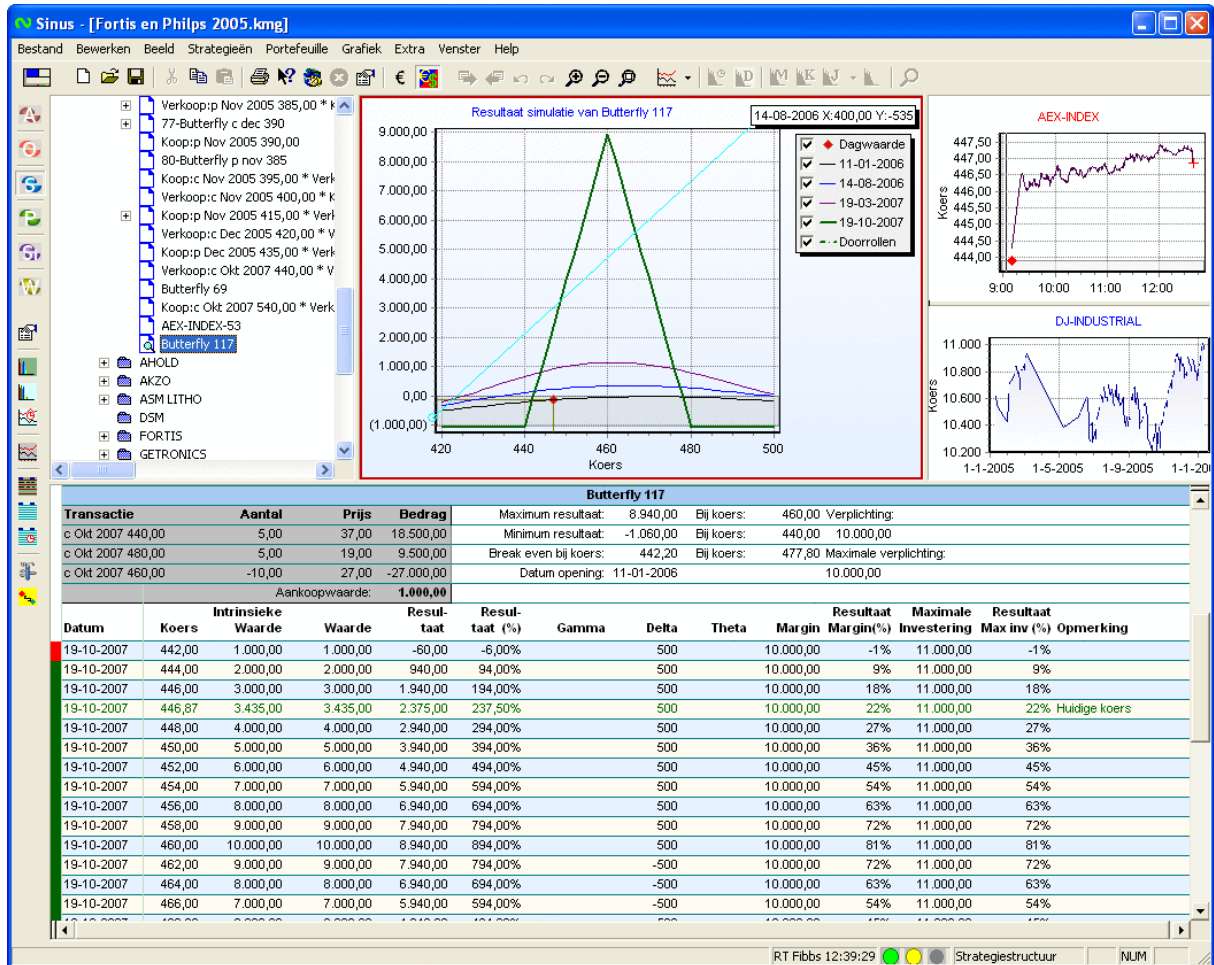 Sinus - [Fortis en Philps 2005.kmg]
Bestand Bewerken Beeld Strategieën Portefeuille Grafiek Extra Venster Help
Verkoop:p Nov 2005 385,00 *
77-Butterfly c dec 390
Koop:p Nov 2005 390,00
80-Butterfly p nov 385
Koop:c Nov 2005 395,00 * Verk
Verkoop:c Nov 2005 400,00 * K
Koop:p Nov 2005 415,00 * Verk
Verkoop:c Dec 2005 420,00 * V
Koop:p Dec 2005 435,00 * Verk
Verkoop:c Okt 2007 440,00 * V
Butterfly 69
Koop:c Okt 2007 540,00 * Verk
AEX-INDEX-53
Butterfly 117
AHOLD
AKZO
ASM LITHO
DSM
FORTIS
GETRONICS
Resultaat simulatie van Butterfly 117
14-08-2006 X:400,00 Y:-535
9.000,00
8.000,00
7.000,00
6.000,00
5.000,00
4.000,00
3.000,00
2.000,00
1.000,00
0,00
(1.000,00)
420 440 460 480 500
Koers
Dagwaarde
11-01-2006
14-08-2006
19-03-2007
19-10-2007
Doorrollen
AEX-INDEX
Koers
447,50
447,00
446,50
446,00
445,50
445,00
444,50
444,00
9:00 10:00 11:00 12:00
DJ-INDUSTRIAL
Koers
11.000
10.800
10.600
10.400
10.200
1-1-2005 1-5-2005 1-9-2005 1-1-20
Butterfly 117
Transactie Aantal Prijs Bedrag Maximum resultaat: 8.940,00 Bij koers: 460,00 Verplichting:
c Okt 2007 440,00 5,00 37,00 18.500,00 Minimum resultaat: -1.060,00 Bij koers: 440,00 10.000,00
c Okt 2007 480,00 5,00 19,00 9.500,00 Break even bij koers: 442,20 Bij koers: 477,80 Maximale verplichting:
c Okt 2007 460,00 -10,00 27,00 -27.000,00 Datum opening: 11-01-2006 10.000,00
Aankoopwaarde: 1.000,00
Intrinsieke Resul- Resul- Resultaat Maximale Resultaat
Datum Koers Waarde Waarde taat taat (%) Gamma Delta Theta Margin Margin(%) Investering Max inv (%) Opmerking
19-10-2007 442,00 1.000,00 1.000,00 -60,00 -6,00% 500 10.000,00 -1% 11.000,00 -1%
19-10-2007 444,00 2.000,00 2.000,00 940,00 94,00% 500 10.000,00 9% 11.000,00 9%
19-10-2007 446,00 3.000,00 3.000,00 1.940,00 194,00% 500 10.000,00 18% 11.000,00 18%
19-10-2007 446,87 3.435,00 3.435,00 2.375,00 237,50% 500 10.000,00 22% 11.000,00 22% Huidige koers
19-10-2007 448,00 4.000,00 4.000,00 2.940,00 294,00% 500 10.000,00 27% 11.000,00 27%
19-10-2007 450,00 5.000,00 5.000,00 3.940,00 394,00% 500 10.000,00 36% 11.000,00 36%
19-10-2007 452,00 6.000,00 6.000,00 4.940,00 494,00% 500 10.000,00 45% 11.000,00 45%
19-10-2007 454,00 7.000,00 7.000,00 5.940,00 594,00% 500 10.000,00 54% 11.000,00 54%
19-10-2007 456,00 8.000,00 8.000,00 6.940,00 694,00% 500 10.000,00 63% 11.000,00 63%
19-10-2007 458,00 9.000,00 9.000,00 7.940,00 794,00% 500 10.000,00 72% 11.000,00 72%
19-10-2007 460,00 10.000,00 10.000,00 8.940,00 894,00% 500 10.000,00 81% 11.000,00 81%
19-10-2007 462,00 9.000,00 9.000,00 7.940,00 794,00% -500 10.000,00 72% 11.000,00 72%
19-10-2007 464,00 8.000,00 8.000,00 6.940,00 694,00% -500 10.000,00 63% 11.000,00 63%
19-10-2007 466,00 7.000,00 7.000,00 5.940,00 594,00% -500 10.000,00 54% 11.000,00 54%
RT Fibbs 12:39:29 Strategiestructuur NUM